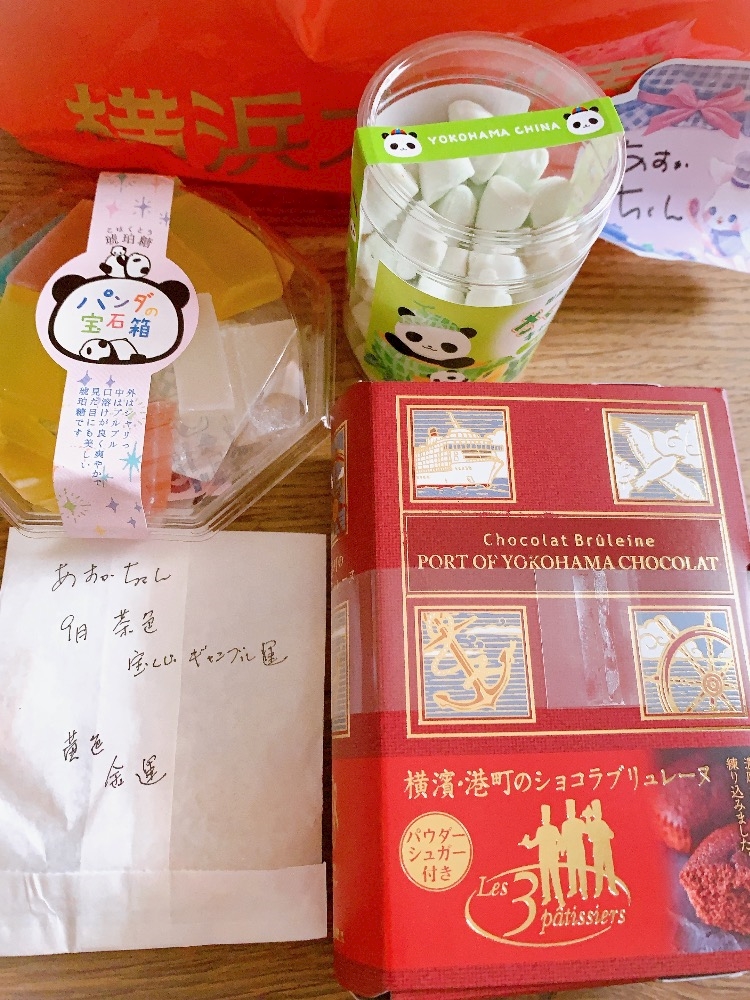 横浜
YOKOHAMA CHINA
あすか
ちゃん
こはくとう
琥珀糖
パンダの
宝石箱
外はシャリっ
中はプルプル
口溶けが良く爽やかで
見た目にも美しい
琥珀糖です
あすかちゃん
9月 茶色
宝くじ ギャンブル運
黄色
金運
Chocolat Brûleine
PORT OF YOKOHAMA CHOCOLAT
横濱・港町のショコラブリュレーヌ
パウダー
シュガー
付き
Les 3 pâtissiers
練り込みました